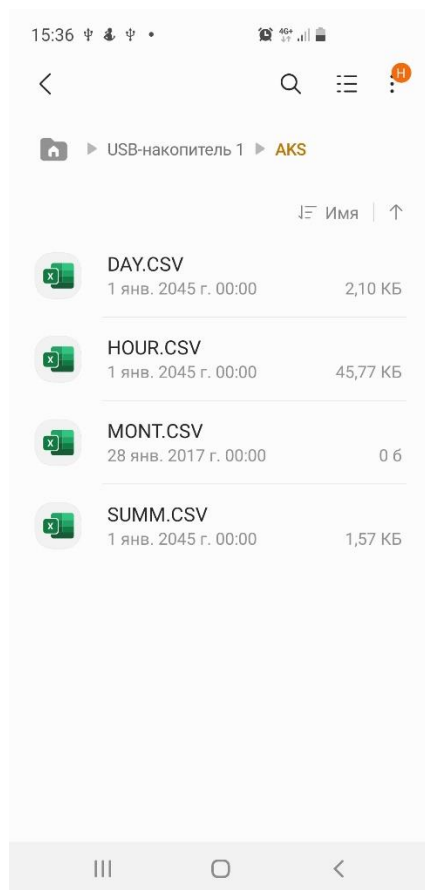 15:36 4G+
H
USB-накопитель 1 AKS
Имя
DAY.CSV
1 янв. 2045 г. 00:00 2,10 КБ
HOUR.CSV
1 янв. 2045 г. 00:00 45,77 КБ
MONT.CSV
28 янв. 2017 г. 00:00 0 б
SUMM.CSV
1 янв. 2045 г. 00:00 1,57 КБ